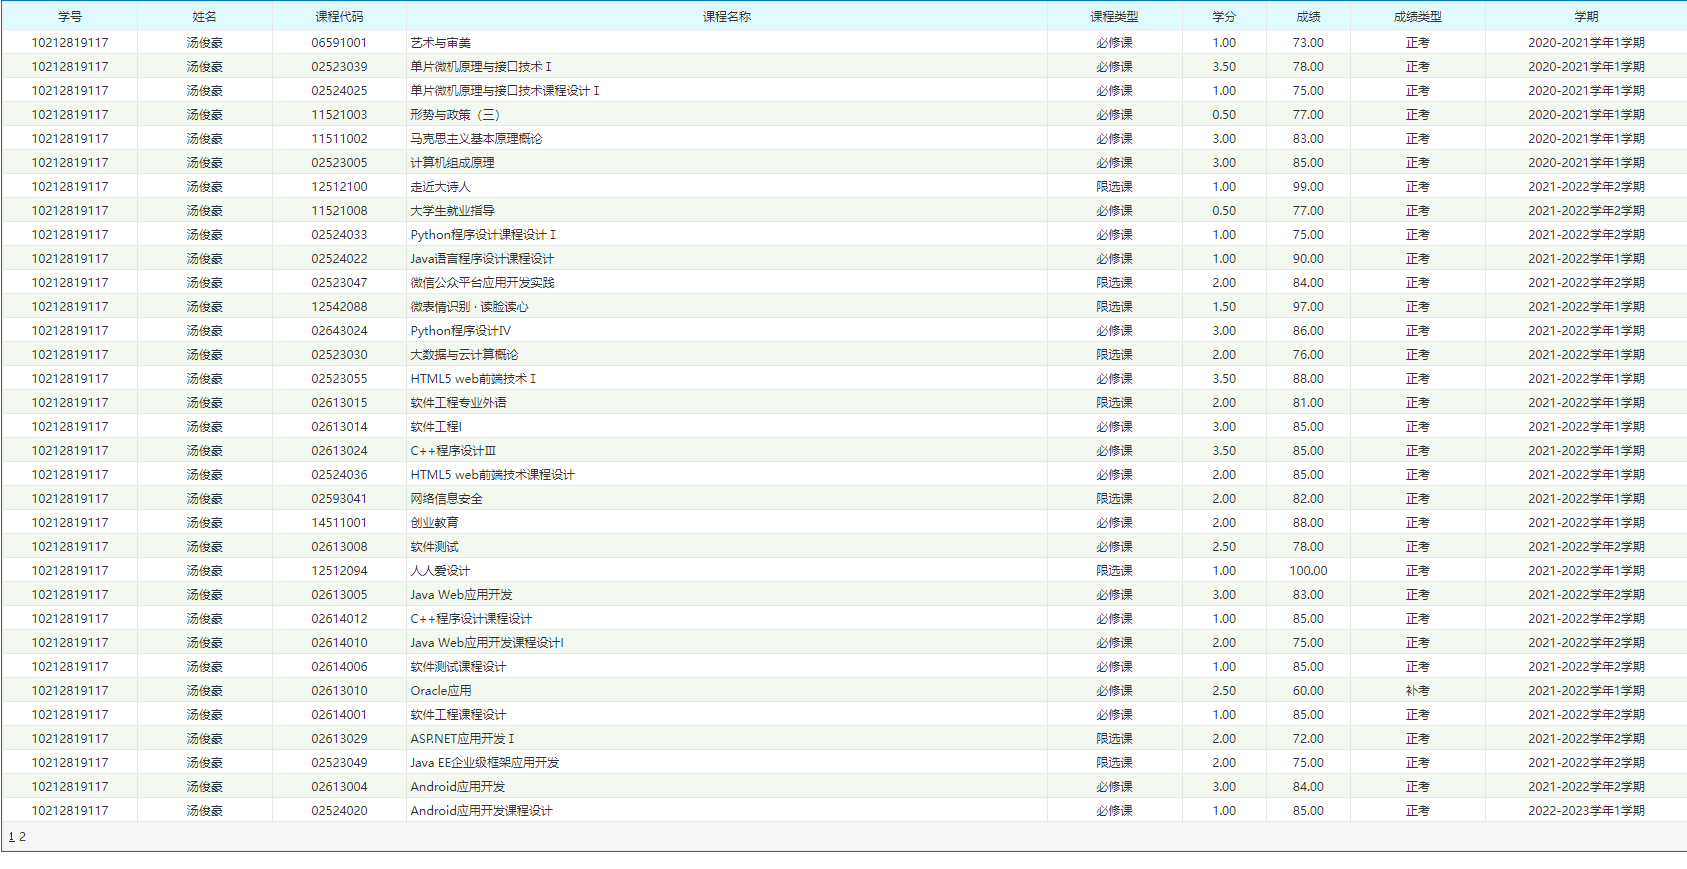 学号 姓名 课程代码 课程名称 课程类型 学分 成绩 成绩类型 学期
10212819117 汤俊豪 06591001 艺术与审美 必修课 1.00 73.00 正考 2020-2021学年1学期
10212819117 汤俊豪 02523039 单片微机原理与接口技术Ⅰ 必修课 3.50 78.00 正考 2020-2021学年1学期
10212819117 汤俊豪 02524025 单片微机原理与接口技术课程设计Ⅰ 必修课 1.00 75.00 正考 2020-2021学年1学期
10212819117 汤俊豪 11521003 形势与政策（三） 必修课 0.50 77.00 正考 2020-2021学年1学期
10212819117 汤俊豪 11511002 马克思主义基本原理概论 必修课 3.00 83.00 正考 2020-2021学年1学期
10212819117 汤俊豪 02523005 计算机组成原理 必修课 3.00 85.00 正考 2020-2021学年1学期
10212819117 汤俊豪 12512100 走近大诗人 限选课 1.00 99.00 正考 2021-2022学年2学期
10212819117 汤俊豪 11521008 大学生就业指导 必修课 0.50 77.00 正考 2021-2022学年2学期
10212819117 汤俊豪 02524033 Python程序设计课程设计Ⅰ 必修课 1.00 75.00 正考 2021-2022学年2学期
10212819117 汤俊豪 02524022 Java语言程序设计课程设计 必修课 1.00 90.00 正考 2021-2022学年1学期
10212819117 汤俊豪 02523047 微信公众平台应用开发实践 限选课 2.00 84.00 正考 2021-2022学年2学期
10212819117 汤俊豪 12542088 微表情识别·读脸读心 限选课 1.50 97.00 正考 2021-2022学年1学期
10212819117 汤俊豪 02643024 Python程序设计IV 必修课 3.00 86.00 正考 2021-2022学年1学期
10212819117 汤俊豪 02523030 大数据与云计算概论 限选课 2.00 76.00 正考 2021-2022学年1学期
10212819117 汤俊豪 02523055 HTML5 web前端技术Ⅰ 必修课 3.50 88.00 正考 2021-2022学年1学期
10212819117 汤俊豪 02613015 软件工程专业外语 限选课 2.00 81.00 正考 2021-2022学年1学期
10212819117 汤俊豪 02613014 软件工程I 必修课 3.00 85.00 正考 2021-2022学年1学期
10212819117 汤俊豪 02613024 C++程序设计Ⅲ 必修课 3.50 85.00 正考 2021-2022学年1学期
10212819117 汤俊豪 02524036 HTML5 web前端技术课程设计 必修课 2.00 85.00 正考 2021-2022学年1学期
10212819117 汤俊豪 02593041 网络信息安全 限选课 2.00 82.00 正考 2021-2022学年1学期
10212819117 汤俊豪 14511001 创业教育 必修课 2.00 88.00 正考 2021-2022学年1学期
10212819117 汤俊豪 02613008 软件测试 必修课 2.50 78.00 正考 2021-2022学年2学期
10212819117 汤俊豪 12512094 人人爱设计 限选课 1.00 100.00 正考 2021-2022学年1学期
10212819117 汤俊豪 02613005 Java Web应用开发 必修课 3.00 83.00 正考 2021-2022学年2学期
10212819117 汤俊豪 02614012 C++程序设计课程设计 必修课 1.00 85.00 正考 2021-2022学年2学期
10212819117 汤俊豪 02614010 Java Web应用开发课程设计I 必修课 2.00 75.00 正考 2021-2022学年2学期
10212819117 汤俊豪 02614006 软件测试课程设计 必修课 1.00 85.00 正考 2021-2022学年2学期
10212819117 汤俊豪 02613010 Oracle应用 必修课 2.50 60.00 补考 2021-2022学年1学期
10212819117 汤俊豪 02614001 软件工程课程设计 必修课 1.00 85.00 正考 2021-2022学年2学期
10212819117 汤俊豪 02613029 ASP.NET应用开发Ⅰ 限选课 2.00 72.00 正考 2021-2022学年2学期
10212819117 汤俊豪 02523049 Java EE企业级框架应用开发 限选课 2.00 75.00 正考 2021-2022学年2学期
10212819117 汤俊豪 02613004 Android应用开发 必修课 3.00 84.00 正考 2021-2022学年2学期
10212819117 汤俊豪 02524020 Android应用开发课程设计 必修课 1.00 85.00 正考 2022-2023学年1学期
1 2